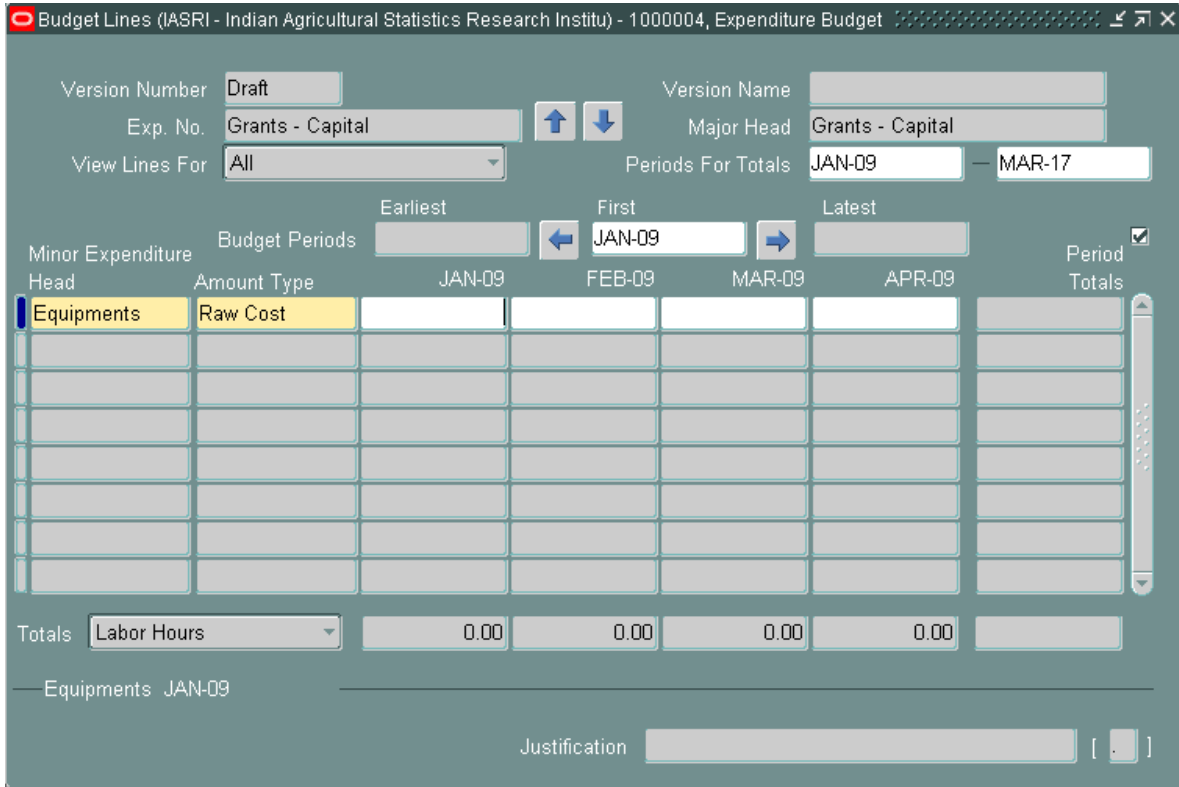 Budget Lines (IASRI - Indian Agricultural Statistics Research Institu) - 1000004, Expenditure Budget
Version Number Draft Version Name
Exp. No. Grants - Capital Major Head Grants - Capital
View Lines For All Periods For Totals JAN-09 — MAR-17
Earliest First Latest
Budget Periods JAN-09
Minor Expenditure Period
Head Amount Type JAN-09 FEB-09 MAR-09 APR-09 Totals
Equipments Raw Cost
Totals Labor Hours 0.00 0.00 0.00 0.00
Equipments JAN-09
Justification [ . ]